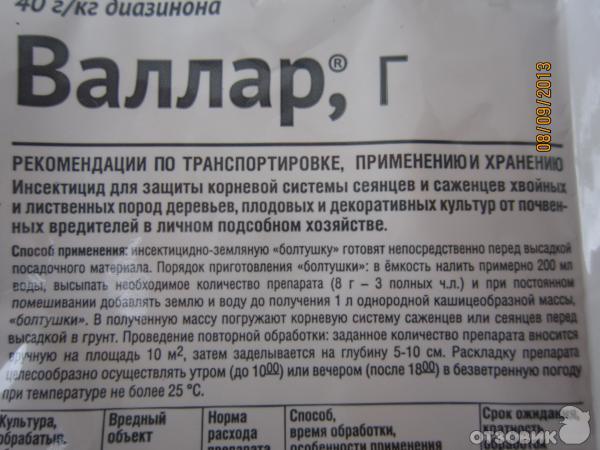 40 г/кг диазинона
Валлар,® Г
08/09/2013
РЕКОМЕНДАЦИИ ПО ТРАНСПОРТИРОВКЕ, ПРИМЕНЕНИЮ И ХРАНЕНИЮ
Инсектицид для защиты корневой системы сеянцев и саженцев хвойных
и лиственных пород деревьев, плодовых и декоративных культур от почвен-
ных вредителей в личном подсобном хозяйстве.
Способ применения: инсектицидно-земляную «болтушку» готовят непосредственно перед высадкой
посадочного материала. Порядок приготовления «болтушки»: в ёмкость налить примерно 200 мл
воды, высыпать необходимое количество препарата (8 г – 3 полных ч.л.) и при постоянном
помешивании добавлять землю и воду до получения 1 л однородной кашицеобразной массы,
«болтушки». В полученную массу погружают корневую систему саженцев или сеянцев перед
высадкой в грунт. Проведение повторной обработки: заданное количество препарата вносится
вручную на площадь 10 м², затем заделывается на глубину 5-10 см. Раскладку препарата
целесообразно осуществлять утром (до 10⁰⁰) или вечером (после 18⁰⁰) в безветренную погоду
при температуре не более 25 °С.
Культура, Вредный Норма Способ, Срок ожидания,
обрабатыв. объект расхода время обработки, кратность
препарата особенности применения обработок
отзовик